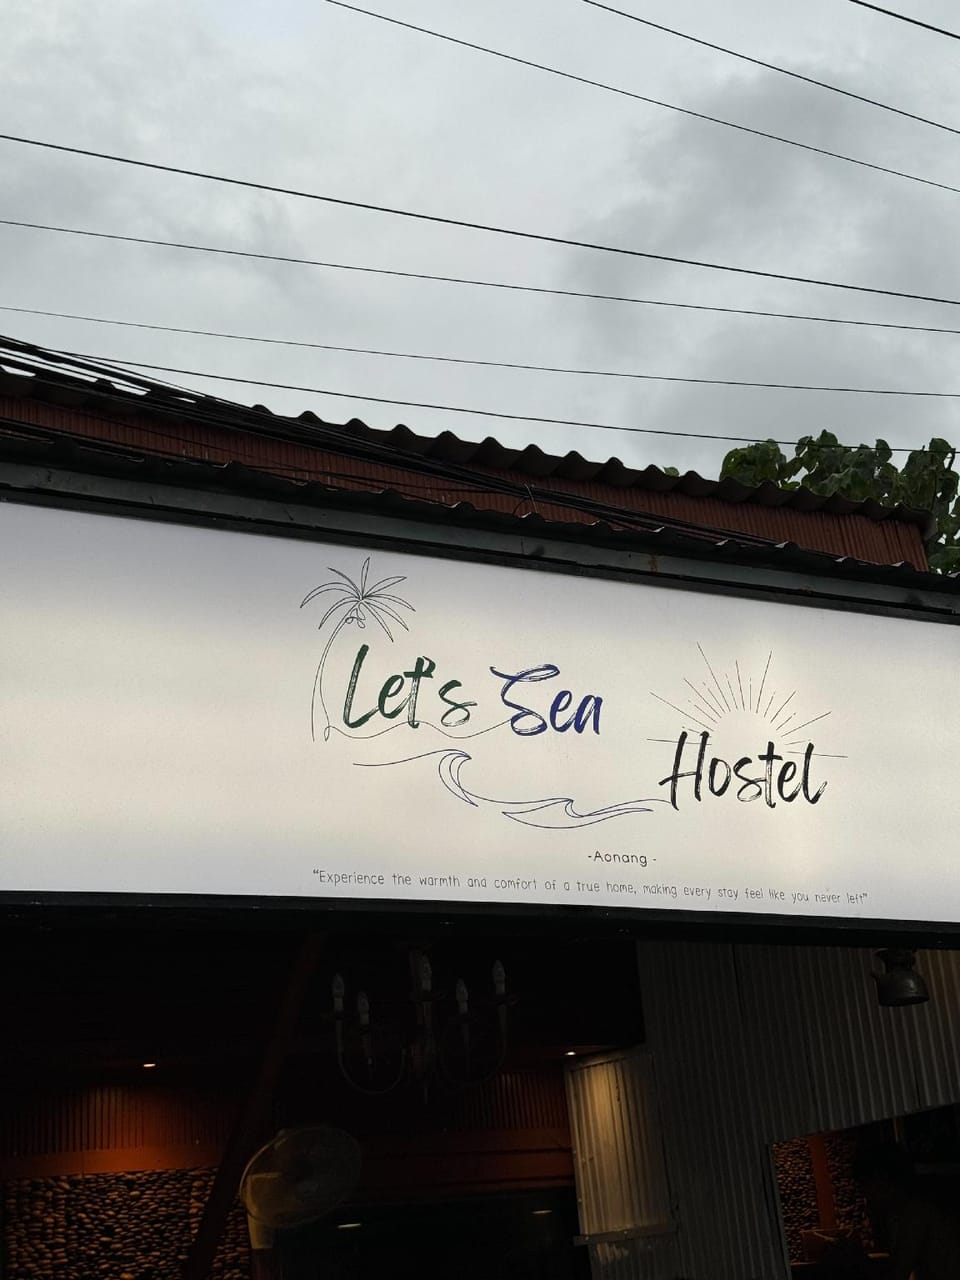 Let's Sea
Hostel
-Aonang -
"Experience the warmth and comfort of a true home, making every stay feel like you never left"